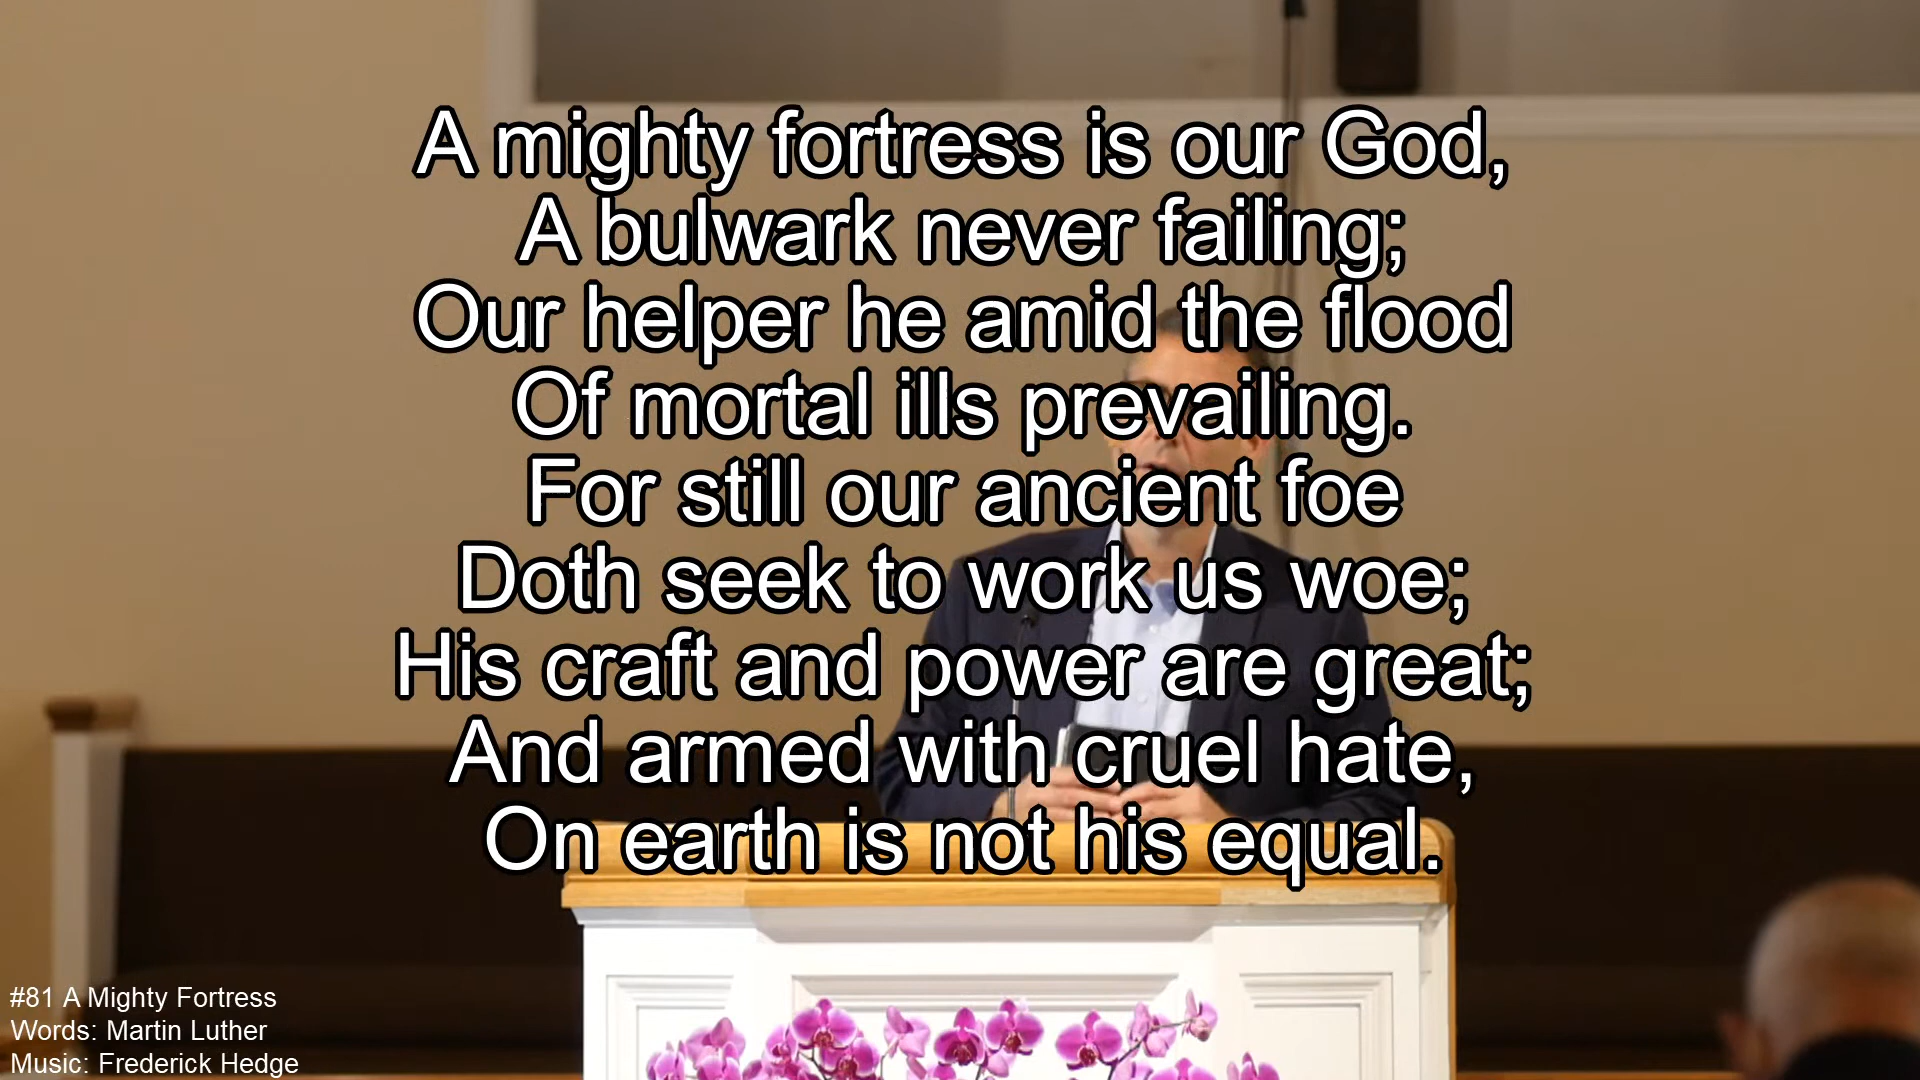 A mighty fortress is our God,
A bulwark never failing;
Our helper he amid the flood
Of mortal ills prevailing.
For still our ancient foe
Doth seek to work us woe;
His craft and power are great;
And armed with cruel hate,
On earth is not his equal.
#81 A Mighty Fortress
Words: Martin Luther
Music: Frederick Hedge